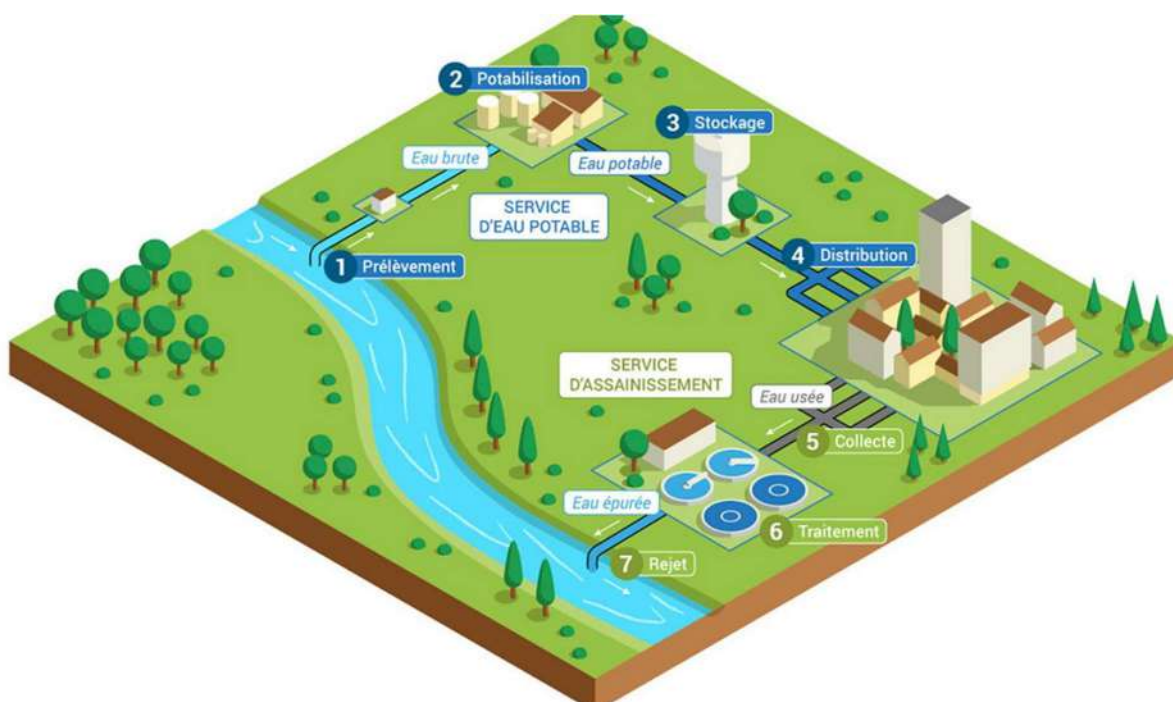 2 Potabilisation
3 Stockage
Eau brute
Eau potable
SERVICE
D'EAU POTABLE
4 Distribution
1 Prélèvement
SERVICE
D'ASSAINISSEMENT
Eau usée
5 Collecte
Eau épurée
6 Traitement
7 Rejet